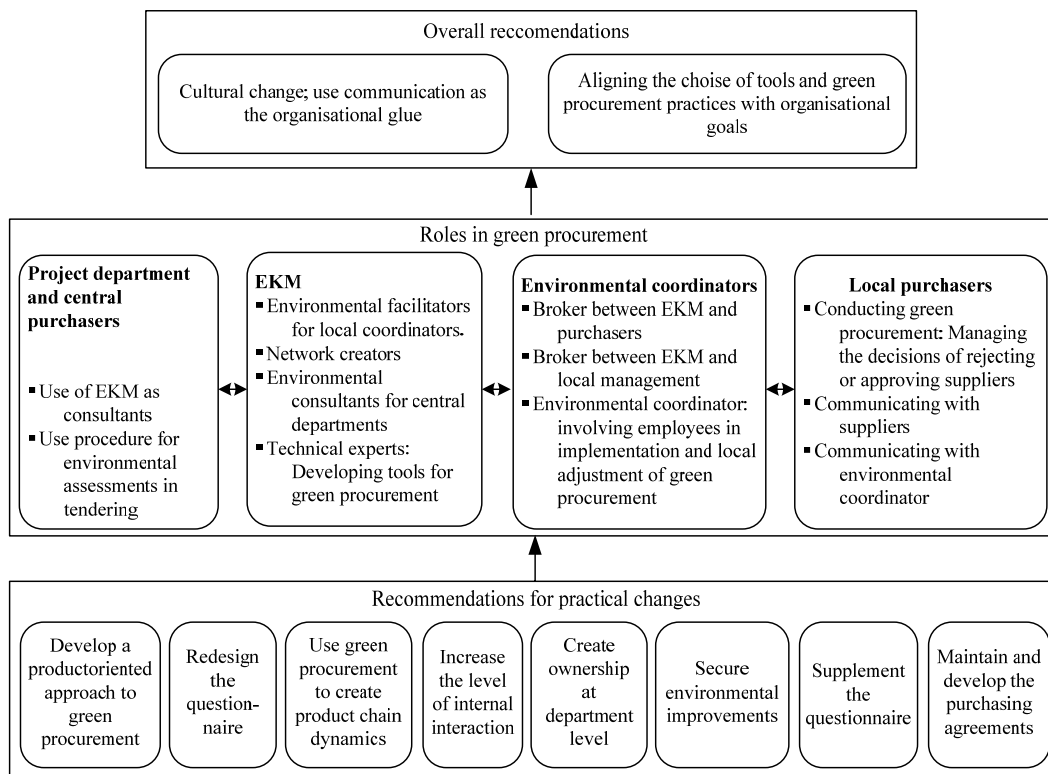 Overall reccomendations
Cultural change; use communication as
the organisational glue
Aligning the choise of tools and green
procurement practices with organisational
goals
Roles in green procurement
Project department
and central
purchasers
▪ Use of EKM as
consultants
▪ Use procedure for
environmental
assessments in
tendering
EKM
▪ Environmental facilitators
for local coordinators.
▪ Network creators
▪ Environmental
consultants for central
departments
▪ Technical experts:
Developing tools for
green procurement
Environmental coordinators
▪ Broker between EKM and
purchasers
▪ Broker between EKM and
local management
▪ Environmental coordinator:
involving employees in
implementation and local
adjustment of green
procurement
Local purchasers
▪ Conducting green
procurement: Managing
the decisions of rejecting
or approving suppliers
▪ Communicating with
suppliers
▪ Communicating with
environmental
coordinator
Recommendations for practical changes
Develop a
productoriented
approach to
green
procurement
Redesign
the
question-
naire
Use green
procurement
to create
product chain
dynamics
Increase
the level
of internal
interaction
Create
ownership
at
department
level
Secure
environmental
improvements
Supplement
the
questionnaire
Maintain and
develop the
purchasing
agreements